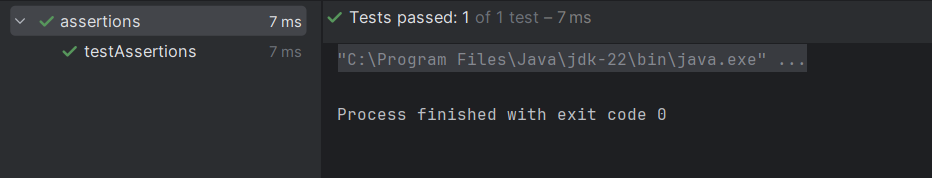 assertions 7 ms
testAssertions 7 ms
Tests passed: 1 of 1 test – 7 ms
"C:\Program Files\Java\jdk-22\bin\java.exe" ...
Process finished with exit code 0